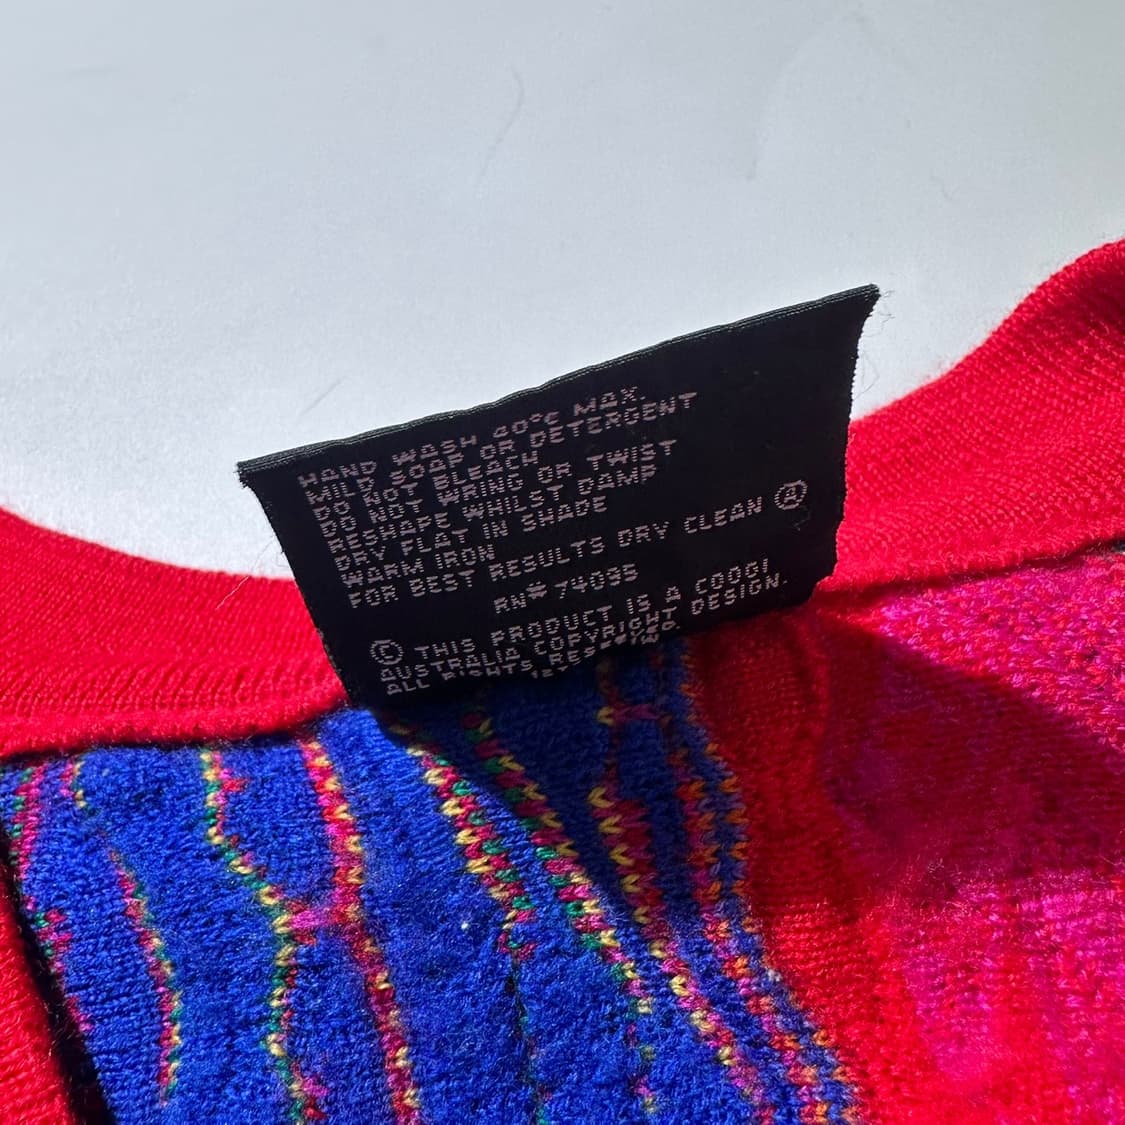 HAND WASH 40°C MAX.
MILD SOAP OR DETERGENT
DO NOT BLEACH
DO NOT WRING OR TWIST
RESHAPE WHILST DAMP
DRY FLAT IN SHADE
WARM IRON
FOR BEST RESULTS DRY CLEAN Ⓐ
RN# 74095
© THIS PRODUCT IS A COOGI
AUSTRALIA COPYRIGHT DESIGN.
ALL RIGHTS RESERVED.